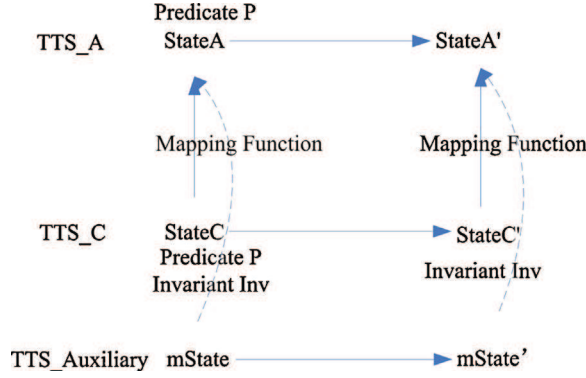 Predicate P
TTS_A StateA StateA'
Mapping Function Mapping Function
TTS_C StateC StateC'
Predicate P
Invariant Inv Invariant Inv
TTS_Auxiliary mState mState’